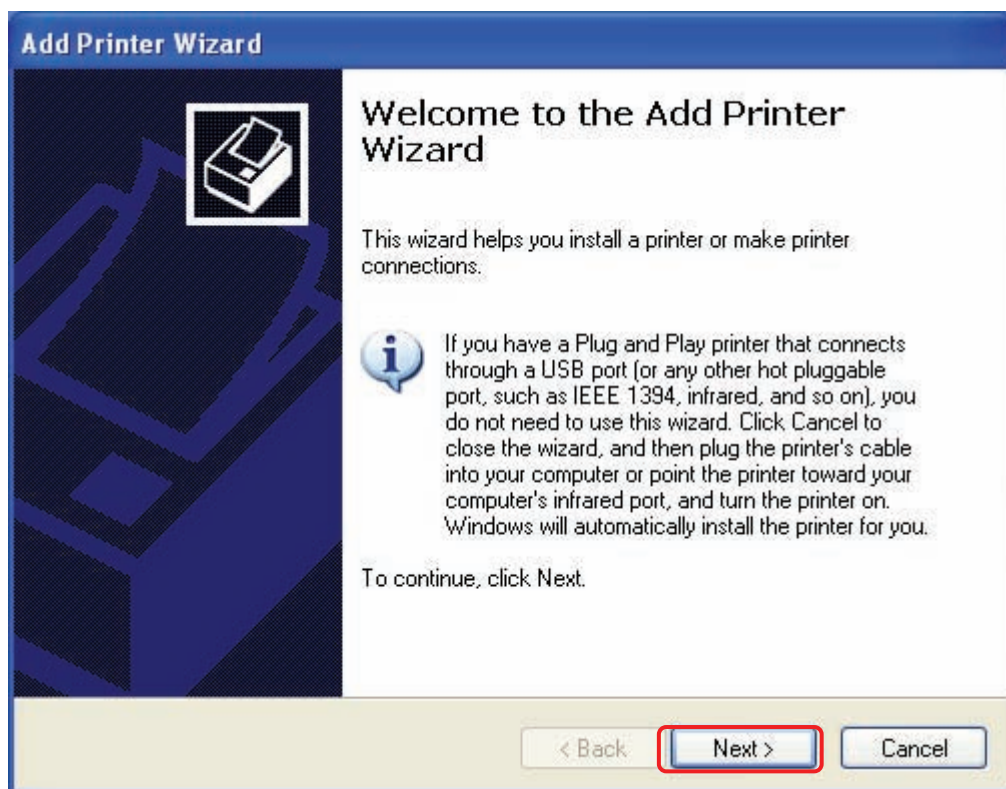 Add Printer Wizard
Welcome to the Add Printer
Wizard
This wizard helps you install a printer or make printer
connections.
If you have a Plug and Play printer that connects
through a USB port (or any other hot pluggable
port, such as IEEE 1394, infrared, and so on), you
do not need to use this wizard. Click Cancel to
close the wizard, and then plug the printer's cable
into your computer or point the printer toward your
computer's infrared port, and turn the printer on.
Windows will automatically install the printer for you.
To continue, click Next.
< Back
Next >
Cancel